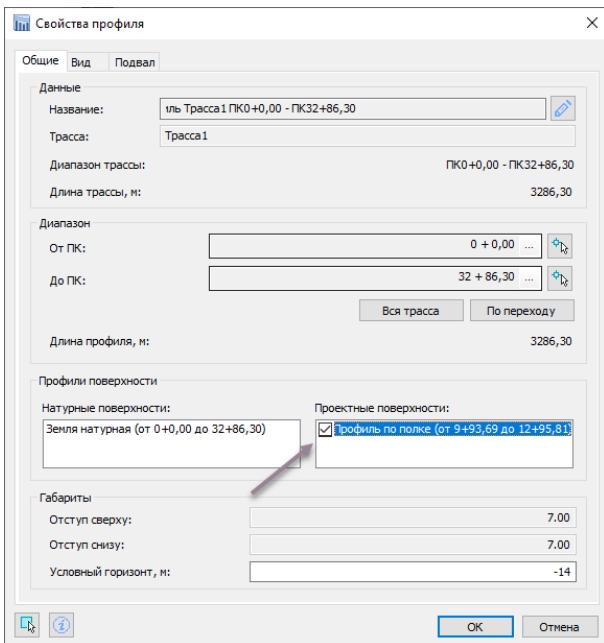 Свойства профиля
Общие Вид Подвал
Данные
Название: ıль Трасса1 ПК0+0,00 - ПК32+86,30
Трасса: Трасса1
Диапазон трассы: ПК0+0,00 - ПК32+86,30
Длина трассы, м: 3286,30
Диапазон
От ПК: 0 + 0,00 ...
До ПК: 32 + 86,30 ...
Вся трасса По переходу
Длина профиля, м: 3286,30
Профили поверхности
Натурные поверхности: Проектные поверхности:
Земля натурная (от 0+0,00 до 32+86,30) Профиль по полке (от 9+93,69 до 12+95,81)
Габариты
Отступ сверху: 7.00
Отступ снизу: 7.00
Условный горизонт, м: -14
ОК Отмена